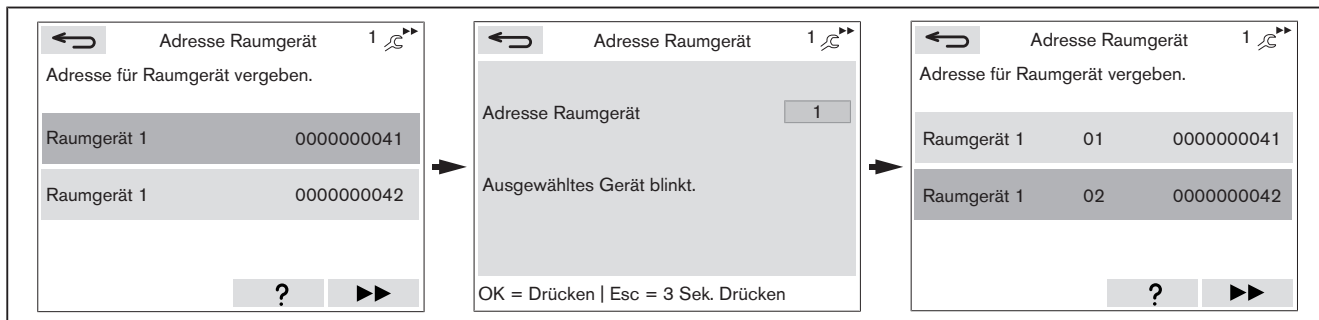 Adresse Raumgerät 1
Adresse für Raumgerät vergeben.
Raumgerät 1 0000000041
Raumgerät 1 0000000042
?
Adresse Raumgerät 1
Adresse Raumgerät 1
Ausgewähltes Gerät blinkt.
OK = Drücken | Esc = 3 Sek. Drücken
Adresse Raumgerät 1
Adresse für Raumgerät vergeben.
Raumgerät 1 01 0000000041
Raumgerät 1 02 0000000042
?